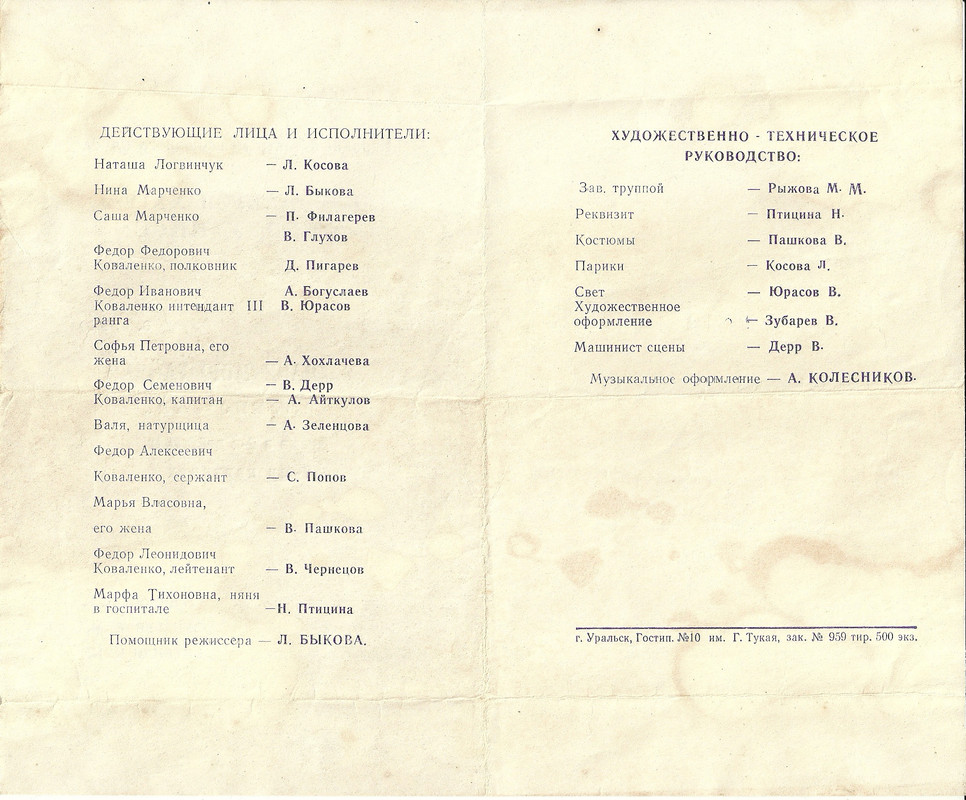 ДЕЙСТВУЮЩИЕ ЛИЦА И ИСПОЛНИТЕЛИ:
Наташа Логвинчук — Л. Косова
Нина Марченко — Л. Быкова
Саша Марченко — П. Филагерев
В. Глухов
Федор Федорович
Коваленко, полковник Д. Пигарев
Федор Иванович А. Богуслаев
Коваленко интендант III В. Юрасов
ранга
Софья Петровна, его
жена — А. Хохлачева
Федор Семенович — В. Дерр
Коваленко, капитан — А. Айткулов
Валя, натурщица — А. Зеленцова
Федор Алексеевич
Коваленко, сержант — С. Попов
Марья Власовна,
его жена — В. Пашкова
Федор Леонидович
Коваленко, лейтенант — В. Чернецов
Марфа Тихоновна, няня
в госпитале —Н. Птицина
Помощник режиссера — Л. БЫКОВА.
ХУДОЖЕСТВЕННО - ТЕХНИЧЕСКОЕ
РУКОВОДСТВО:
Зав. труппой — Рыжова М. М.
Реквизит — Птицина Н.
Костюмы — Пашкова В.
Парики — Косова Л.
Свет — Юрасов В.
Художественное
оформление — Зубарев В.
Машинист сцены — Дерр В.
Музыкальное оформление — А. КОЛЕСНИКОВ.
г. Уральск, Гостип. №10 им. Г. Тукая, зак. № 959 тир. 500 экз.